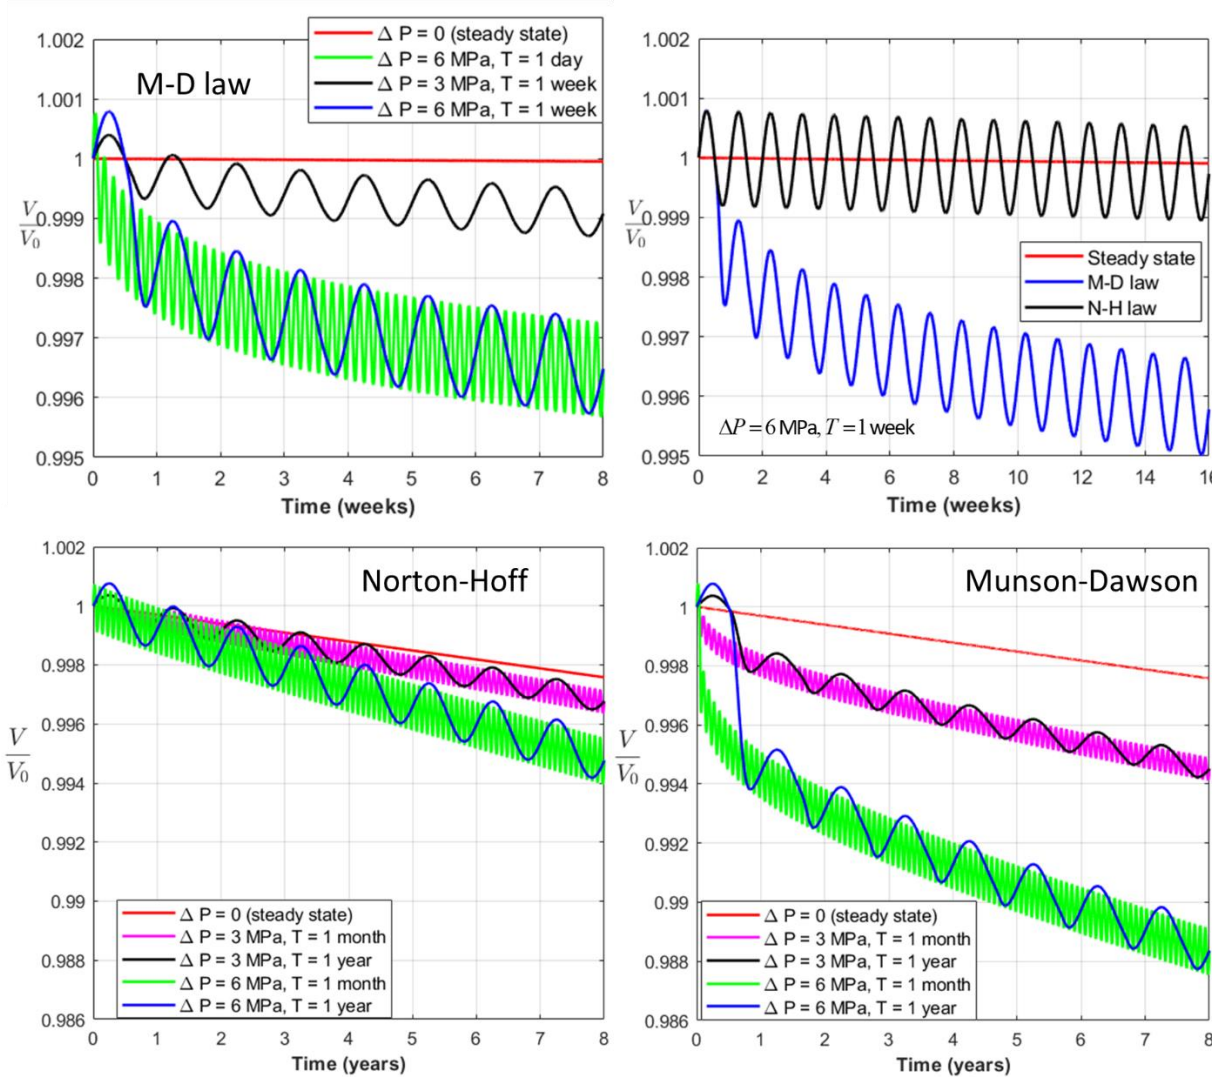 1.002
1.001
1
0.999
0.998
0.997
0.996
0.995
V
V₀
M-D law
Δ P = 0 (steady state)
Δ P = 6 MPa, T = 1 day
Δ P = 3 MPa, T = 1 week
Δ P = 6 MPa, T = 1 week
0 1 2 3 4 5 6 7 8
Time (weeks)
1.002
1.001
1
0.999
0.998
0.997
0.996
0.995
V
V₀
Steady state
M-D law
N-H law
ΔP = 6 MPa, T = 1 week
0 2 4 6 8 10 12 14 16
Time (weeks)
1.002
1
0.998
0.996
0.994
0.992
0.99
0.988
0.986
V
V₀
Norton-Hoff
Δ P = 0 (steady state)
Δ P = 3 MPa, T = 1 month
Δ P = 3 MPa, T = 1 year
Δ P = 6 MPa, T = 1 month
Δ P = 6 MPa, T = 1 year
0 1 2 3 4 5 6 7 8
Time (years)
1.002
1
0.998
0.996
0.994
0.992
0.99
0.988
0.986
V
V₀
Munson-Dawson
Δ P = 0 (steady state)
Δ P = 3 MPa, T = 1 month
Δ P = 3 MPa, T = 1 year
Δ P = 6 MPa, T = 1 month
Δ P = 6 MPa, T = 1 year
0 1 2 3 4 5 6 7 8
Time (years)